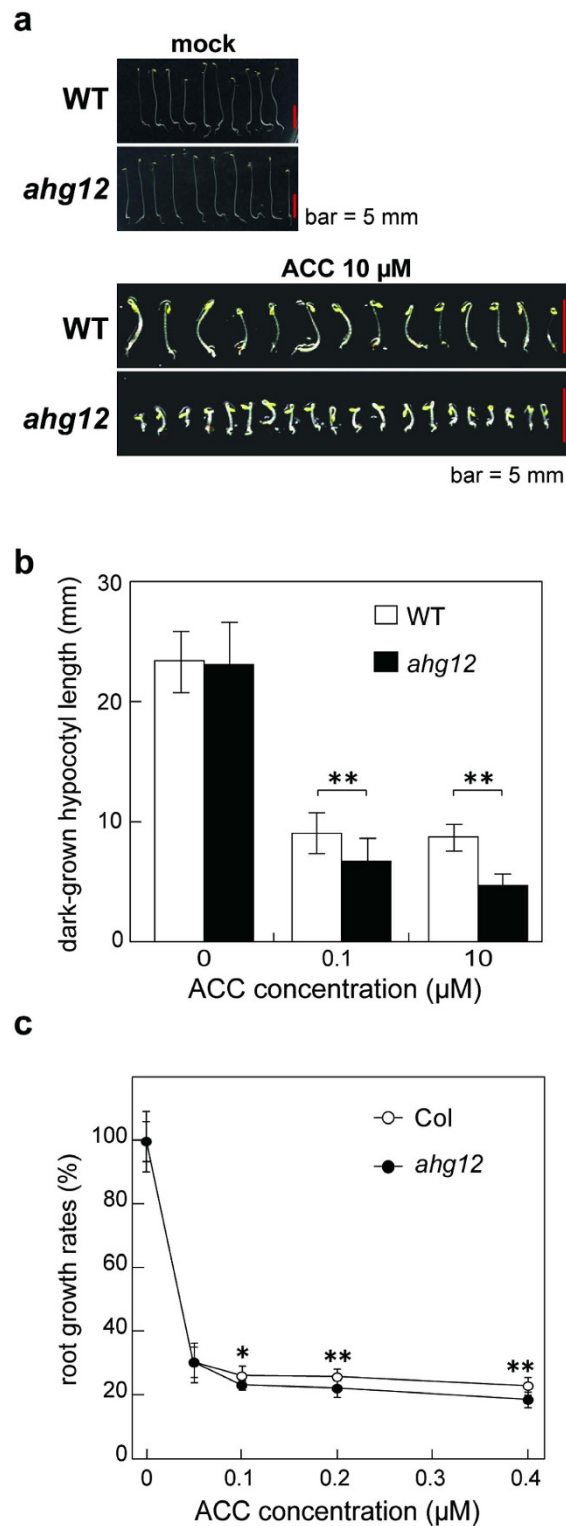 a
mock
WT
ahg12
bar = 5 mm
ACC 10 µM
WT
ahg12
bar = 5 mm
b
dark-grown hypocotyl length (mm)
30
20
10
0
WT
ahg12
** **
0 0.1 10
ACC concentration (µM)
c
root growth rates (%)
100
80
60
40
20
0
Col
ahg12
* ** **
0 0.1 0.2 0.3 0.4
ACC concentration (µM)